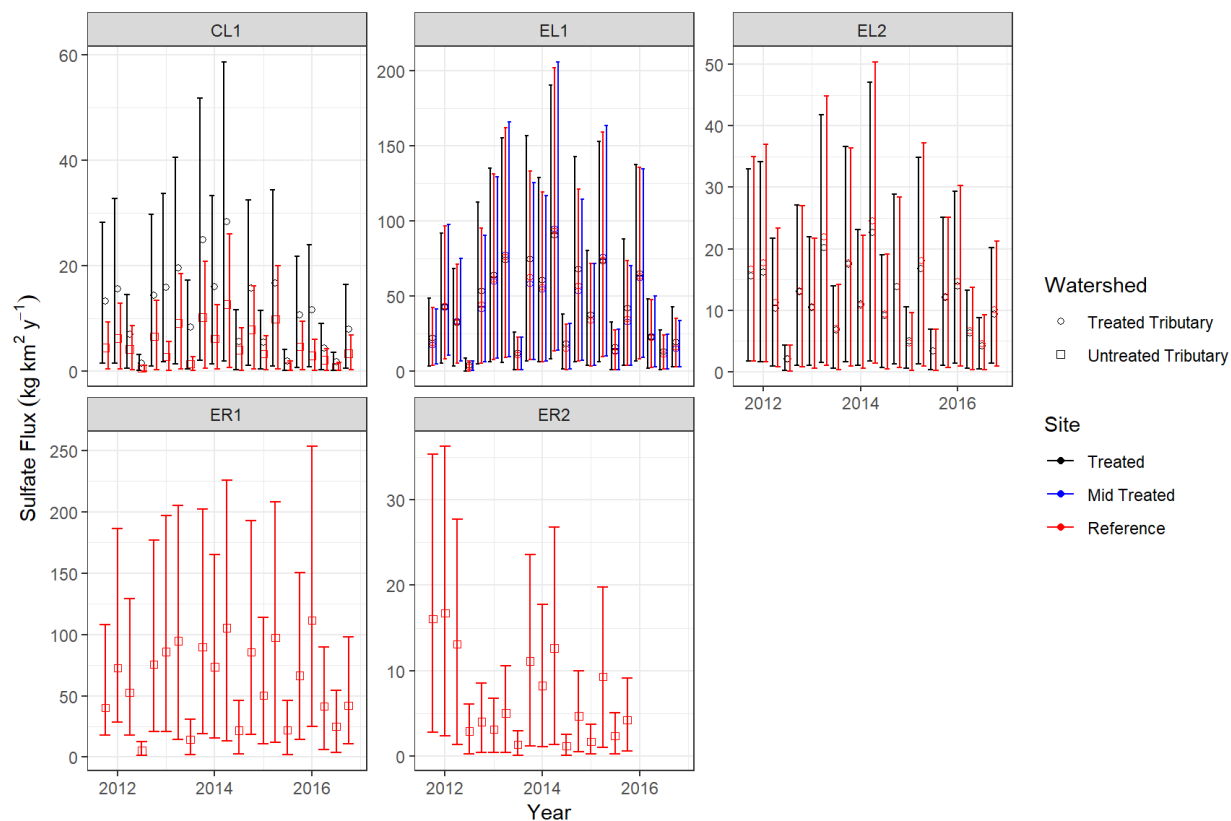 CL1
EL1
EL2
60
40
20
0
200
150
100
50
0
50
40
30
20
10
0
2012 2014 2016
ER1
ER2
250
200
150
100
50
0
30
20
10
0
2012 2014 2016
2012 2014 2016
Sulfate Flux (kg km² y⁻¹)
Year
Watershed
Treated Tributary
Untreated Tributary
Site
Treated
Mid Treated
Reference